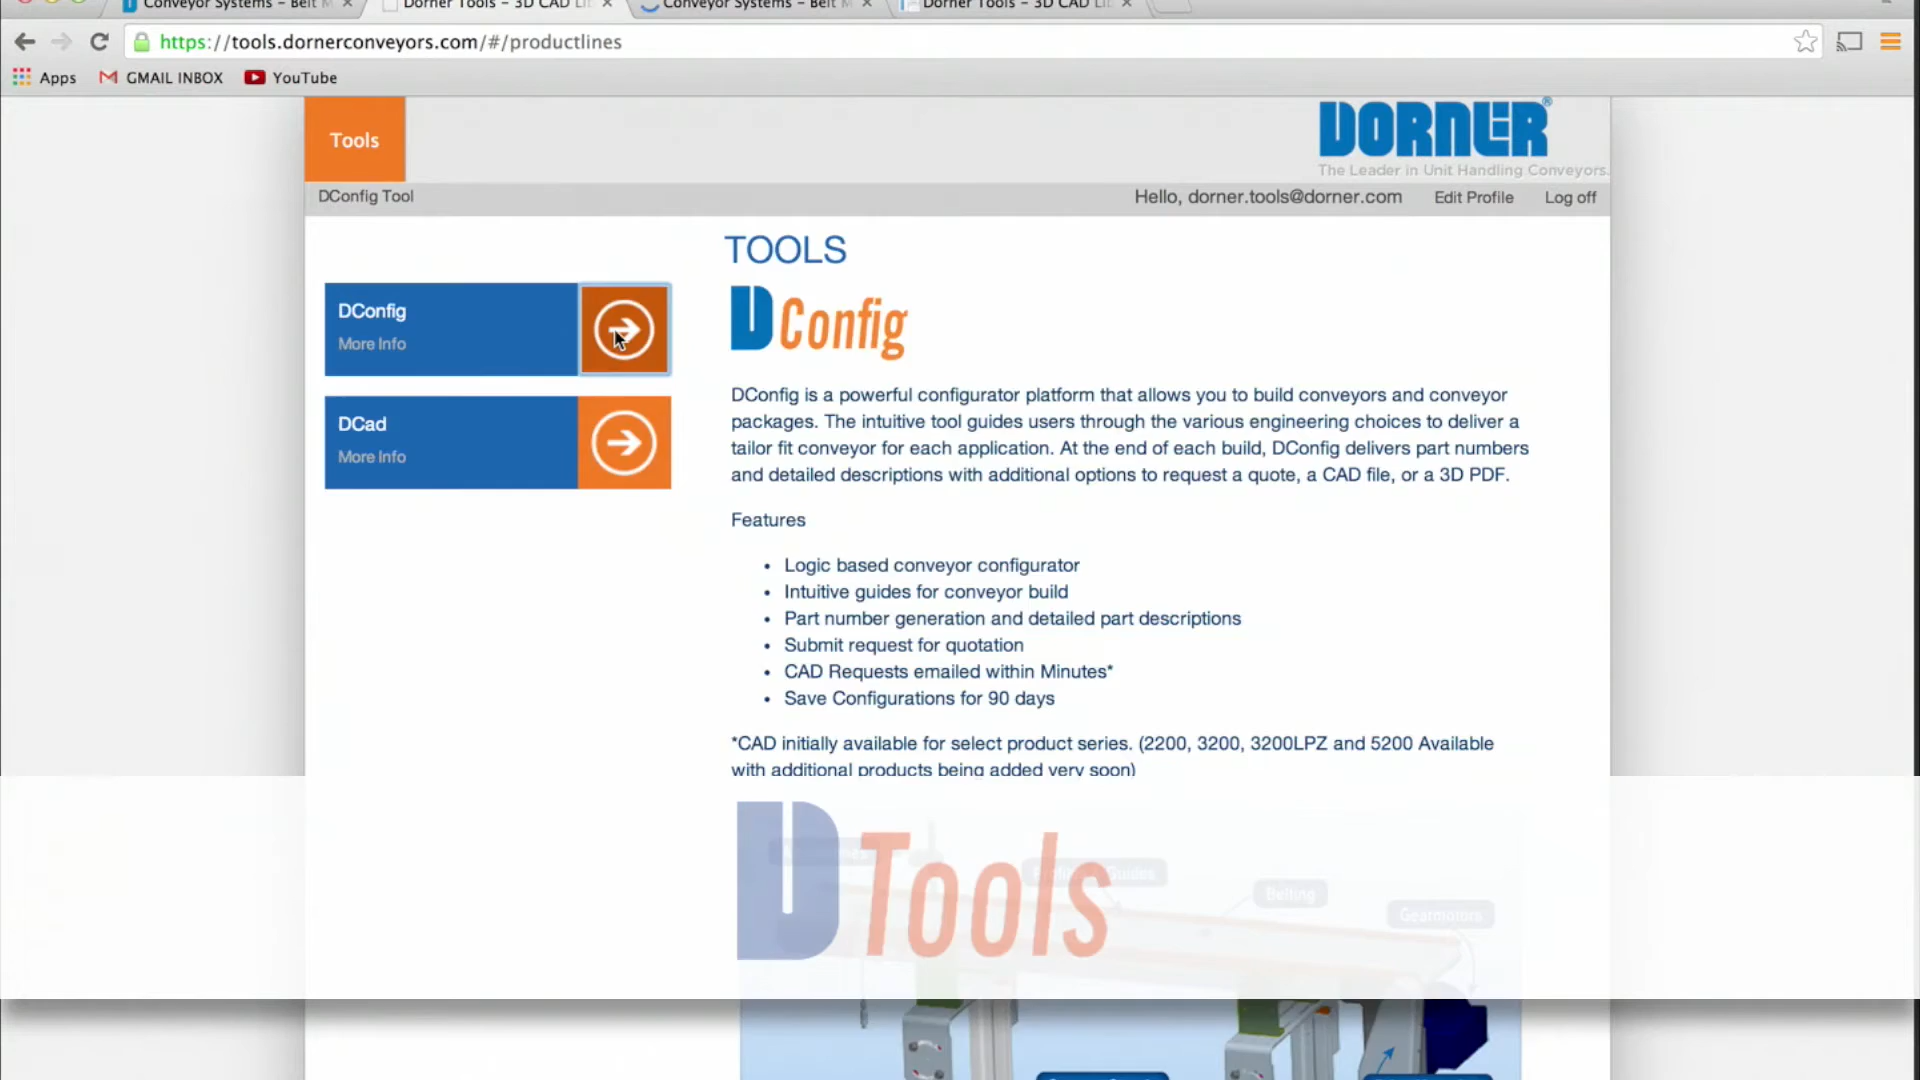 Conveyor Systems – Belt M
Dorner Tools – 3D CAD Lib
Conveyor Systems – Belt M
Dorner Tools – 3D CAD Lib
https://tools.dornerconveyors.com/#/productlines
Apps GMAIL INBOX YouTube
Tools
DORNER®
The Leader in Unit Handling Conveyors.
DConfig Tool Hello, dorner.tools@dorner.com Edit Profile Log off
DConfig
More Info
DCad
More Info
TOOLS
DConfig
DConfig is a powerful configurator platform that allows you to build conveyors and conveyor
packages. The intuitive tool guides users through the various engineering choices to deliver a
tailor fit conveyor for each application. At the end of each build, DConfig delivers part numbers
and detailed descriptions with additional options to request a quote, a CAD file, or a 3D PDF.
Features
• Logic based conveyor configurator
• Intuitive guides for conveyor build
• Part number generation and detailed part descriptions
• Submit request for quotation
• CAD Requests emailed within Minutes*
• Save Configurations for 90 days
*CAD initially available for select product series. (2200, 3200, 3200LPZ and 5200 Available
with additional products being added very soon)
DTools
Guides
Belting
Gearmotors